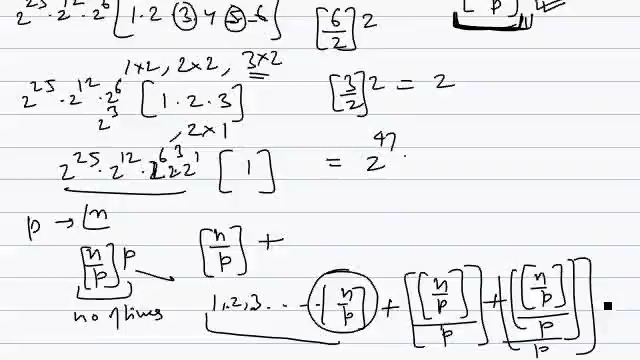 2^25 · 2^12 · 2^6 [1 · 2 3 4 5 - 6] [6/2] 2 [ p ]
1×2, 2×2, 3×2
2^25 · 2^12 · 2^6 [1 · 2 · 3] [3/2] 2 = 2
2^3
, 2×1
2^25 · 2^12 · 2^6 2^3 · 2^1 [1] = 2^47 ·
p → ⌊n
[n/p] p [n/p] +
no of times 1, 2, 3 . . . - - [n/p] + [[n/p]/p] + [[[n/p]/p]/p]